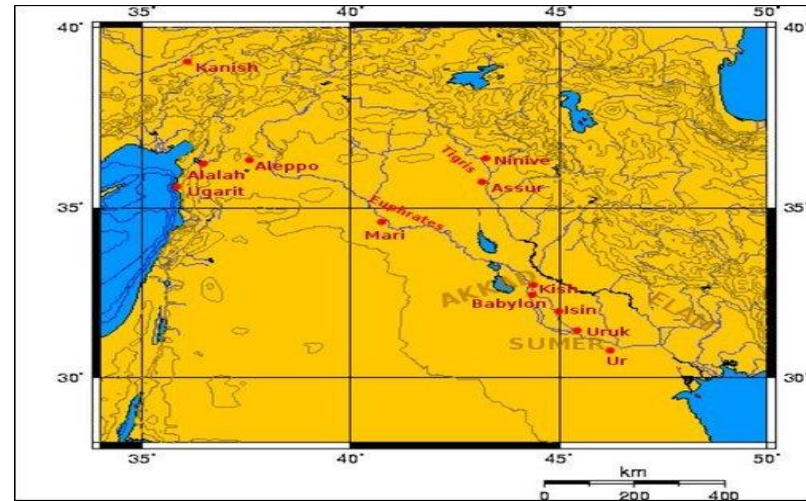 35° 40° 45° 50°
40° 40°
Kanish
Aleppo
Alalah
Ugarit
Tigris
Ninive
Assur
35° 35°
Euphrates
Mari
AKKAD
Kish
Babylon
Isin
ELAM
Uruk
SUMER
Ur
30° 30°
35° 40° 45° 50°
km
0 200 400